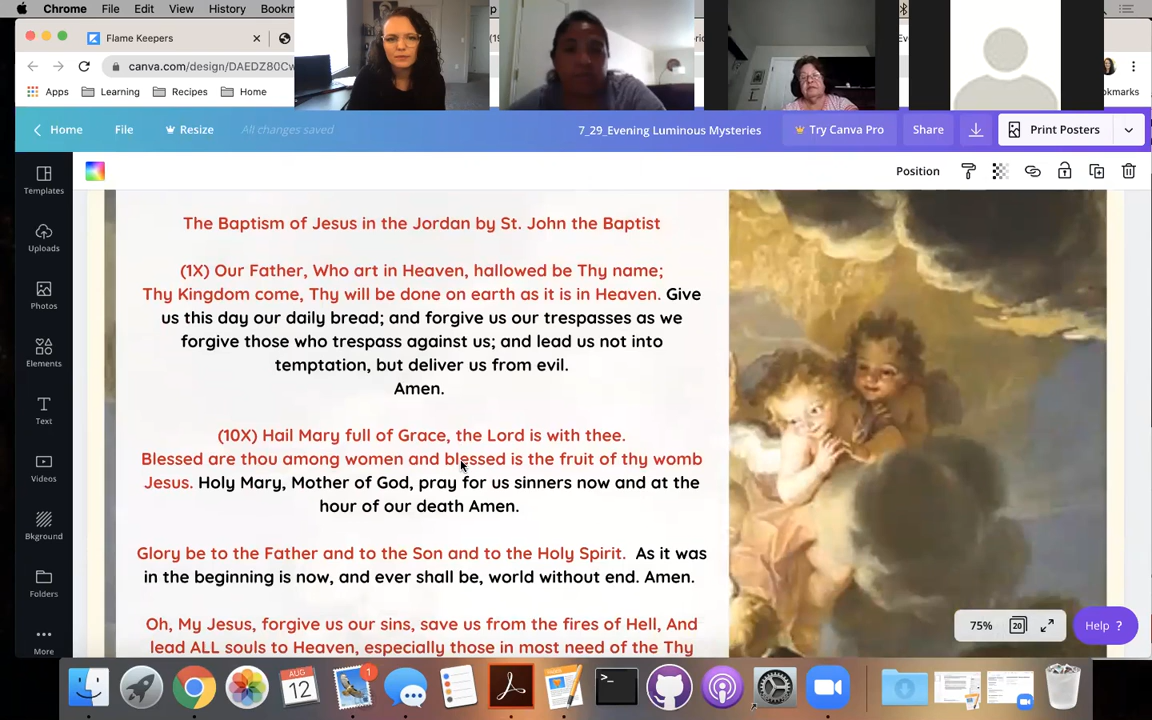 Chrome File Edit View History Bookm
Flame Keepers
canva.com/design/DAEDZ80Cw
Apps Learning Recipes Home
ookmarks
Home File Resize All changes saved 7_29_Evening Luminous Mysteries Try Canva Pro Share Print Posters
Position
Templates
Uploads
Photos
Elements
Text
Videos
Bkground
Folders
More
The Baptism of Jesus in the Jordan by St. John the Baptist
(1X) Our Father, Who art in Heaven, hallowed be Thy name;
Thy Kingdom come, Thy will be done on earth as it is in Heaven. Give
us this day our daily bread; and forgive us our trespasses as we
forgive those who trespass against us; and lead us not into
temptation, but deliver us from evil.
Amen.
(10X) Hail Mary full of Grace, the Lord is with thee.
Blessed are thou among women and blessed is the fruit of thy womb
Jesus. Holy Mary, Mother of God, pray for us sinners now and at the
hour of our death Amen.
Glory be to the Father and to the Son and to the Holy Spirit. As it was
in the beginning is now, and ever shall be, world without end. Amen.
Oh, My Jesus, forgive us our sins, save us from the fires of Hell, And
lead ALL souls to Heaven, especially those in most need of the Thy
75% 20 Help ?
AUG
12
1